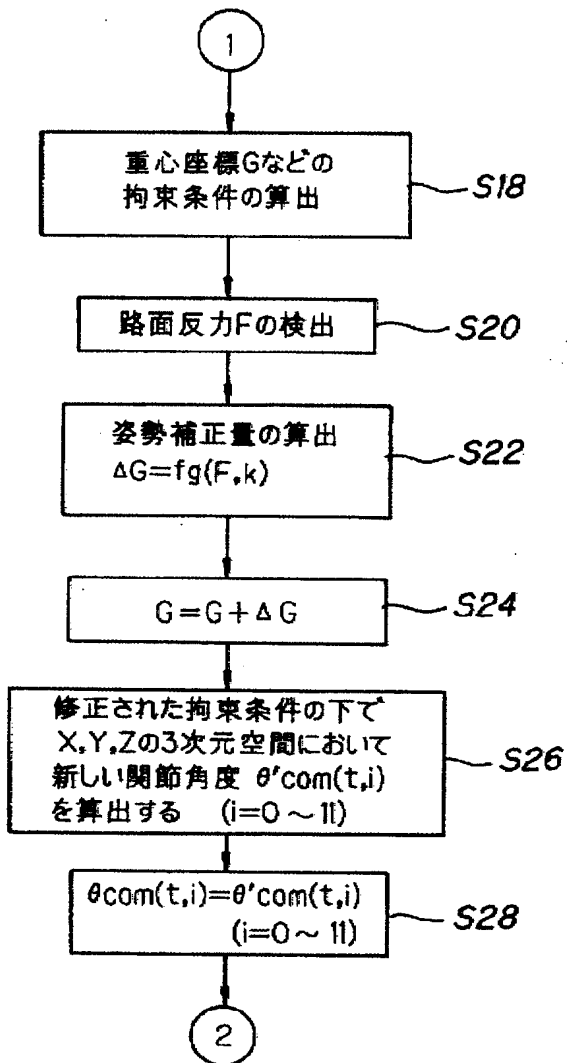 1
重心座標Gなどの
拘束条件の算出
S18
路面反力Fの検出
S20
姿勢補正量の算出
ΔG=fg(F,k)
S22
G=G+ΔG
S24
修正された拘束条件の下で
X,Y,Zの3次元空間において
新しい関節角度 θ'com(t,i)
を算出する (i=0~11)
S26
θcom(t,i)=θ'com(t,i)
(i=0~11)
S28
2